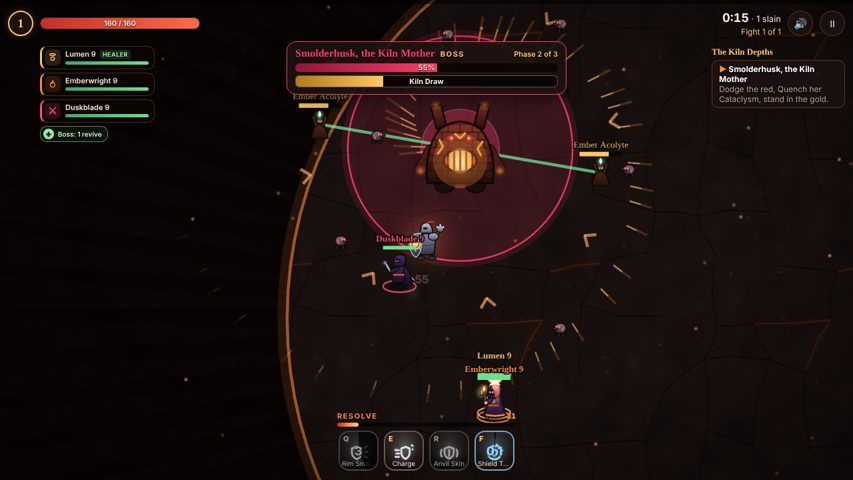 1
160 / 160
Lumen 9 HEALER
Emberwright 9
Duskblade 9
Boss: 1 revive
Smolderhusk, the Kiln Mother BOSS
Phase 2 of 3
55%
Kiln Draw
0:15 · 1 slain
Fight 1 of 1
The Kiln Depths
▶ Smolderhusk, the Kiln
Mother
Dodge the red, Quench her
Cataclysm, stand in the gold.
Ember Acolyte
Ember Acolyte
Duskblade 9
55
Lumen 9
Emberwright 9
RESOLVE
Q
E
R
F
Charge
Anvil Skin
Shield T...